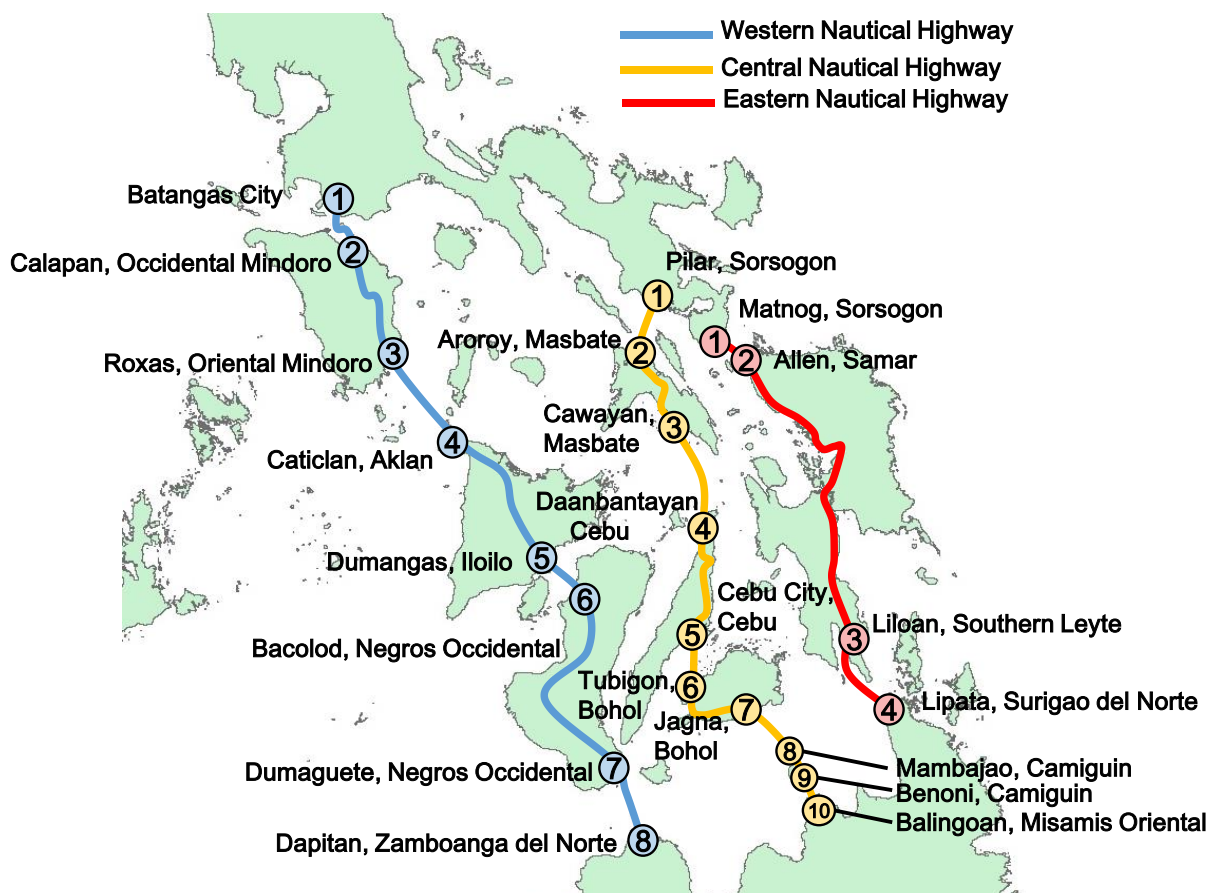 Western Nautical Highway
Central Nautical Highway
Eastern Nautical Highway
Batangas City
1
2
Calapan, Occidental Mindoro
Pilar, Sorsogon
1
Matnog, Sorsogon
Aroroy, Masbate
2
1
2
Allen, Samar
Roxas, Oriental Mindoro
3
Cawayan,
Masbate
3
4
Caticlan, Aklan
Daanbantayan
Cebu
4
Dumangas, Iloilo
5
6
Cebu City,
Cebu
5
3
Liloan, Southern Leyte
Bacolod, Negros Occidental
Tubigon,
Bohol
6
Jagna,
Bohol
7
4
Lipata, Surigao del Norte
8
Mambajao, Camiguin
Dumaguete, Negros Occidental
7
9
Benoni, Camiguin
10
Balingoan, Misamis Oriental
Dapitan, Zamboanga del Norte
8